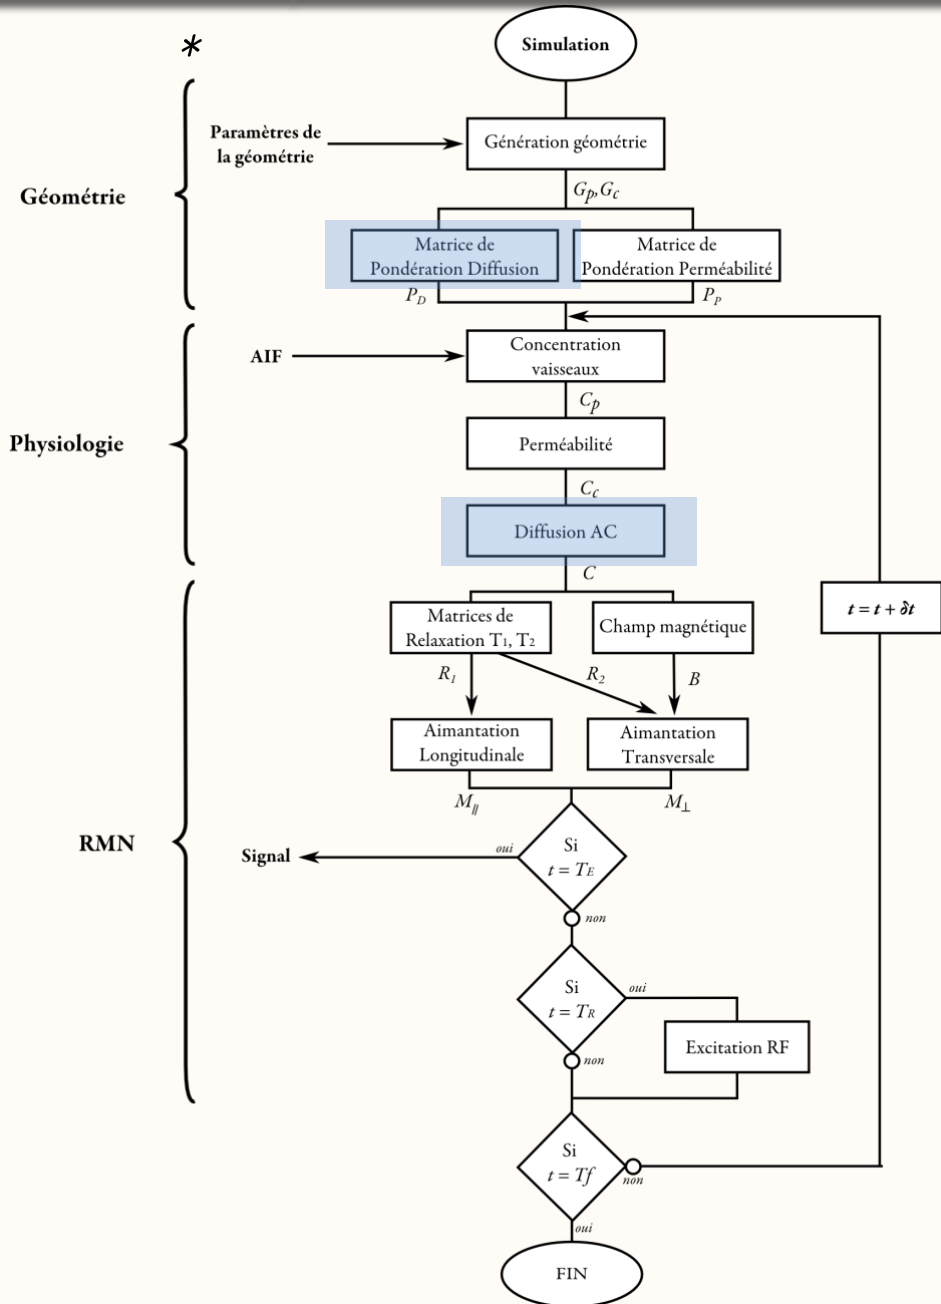 *
Simulation
Paramètres de
la géométrie
Génération géométrie
Géométrie
Gp,Gc
Matrice de
Pondération Diffusion
Matrice de
Pondération Perméabilité
PD
PP
AIF
Concentration
vaisseaux
Cp
Physiologie
Perméabilité
Cc
Diffusion AC
C
Matrices de
Relaxation T1, T2
Champ magnétique
t = t + δt
R1
R2
B
Aimantation
Longitudinale
Aimantation
Transversale
M∥
M⊥
RMN
Signal
oui
Si
t = TE
non
Si
t = TR
oui
Excitation RF
non
Si
t = Tf
non
oui
FIN